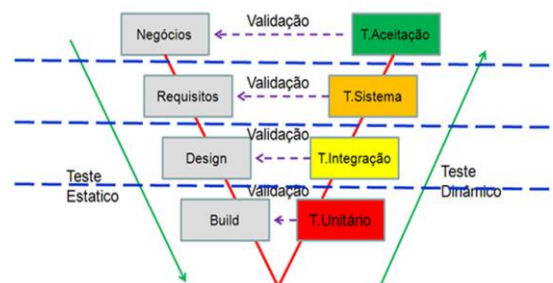 Negócios
Validação
T.Aceitação
Requisitos
Validação
T.Sistema
Design
Validação
T.Integração
Teste
Estatico
Teste
Dinâmico
Build
Validação
T.Unitário